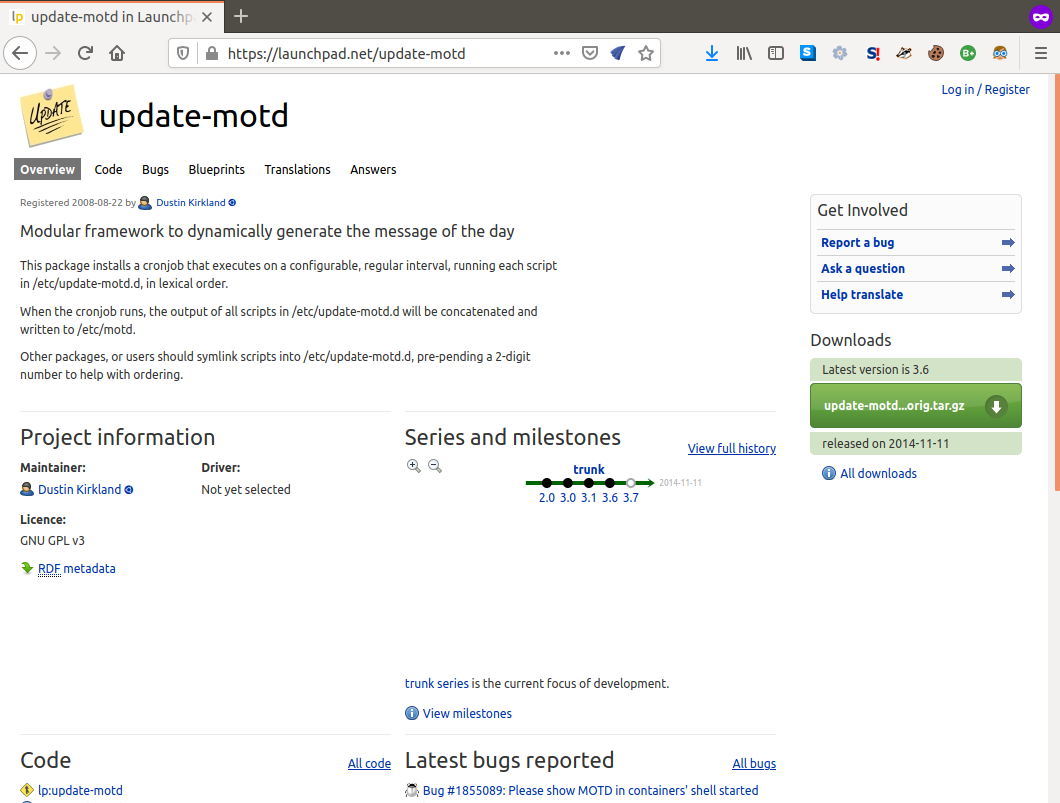 update-motd in Launchp
https://launchpad.net/update-motd
Log in / Register
UPDATE
update-motd
Overview Code Bugs Blueprints Translations Answers
Registered 2008-08-22 by Dustin Kirkland
Modular framework to dynamically generate the message of the day
This package installs a cronjob that executes on a configurable, regular interval, running each script
in /etc/update-motd.d, in lexical order.
When the cronjob runs, the output of all scripts in /etc/update-motd.d will be concatenated and
written to /etc/motd.
Other packages, or users should symlink scripts into /etc/update-motd.d, pre-pending a 2-digit
number to help with ordering.
Get Involved
Report a bug
Ask a question
Help translate
Downloads
Latest version is 3.6
update-motd...orig.tar.gz
released on 2014-11-11
All downloads
Project information
Maintainer:
Dustin Kirkland
Driver:
Not yet selected
Licence:
GNU GPL v3
RDF metadata
Series and milestones
View full history
trunk
2014-11-11
2.0 3.0 3.1 3.6 3.7
trunk series is the current focus of development.
View milestones
Code
All code
lp:update-motd
Latest bugs reported
All bugs
Bug #1855089: Please show MOTD in containers' shell started